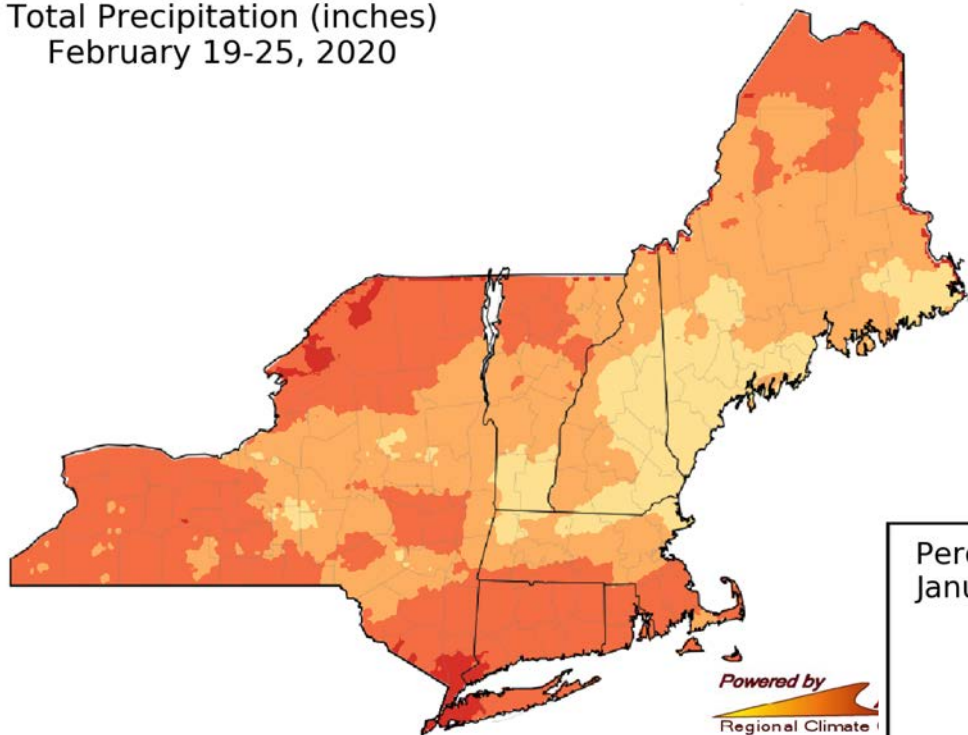 Total Precipitation (inches)
February 19-25, 2020
Powered by
Regional Climate